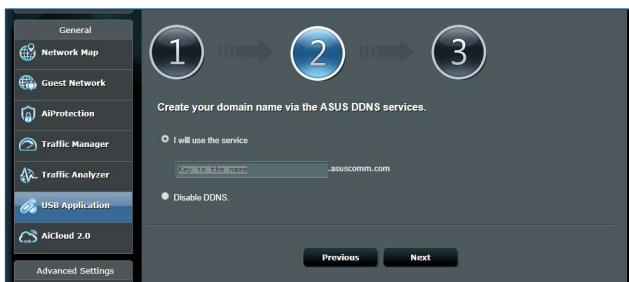 General
Network Map
Guest Network
AiProtection
Traffic Manager
Traffic Analyzer
USB Application
AiCloud 2.0
Advanced Settings
1 2 3
Create your domain name via the ASUS DDNS services.
I will use the service
Key in the name .asuscomm.com
Disable DDNS.
Previous Next